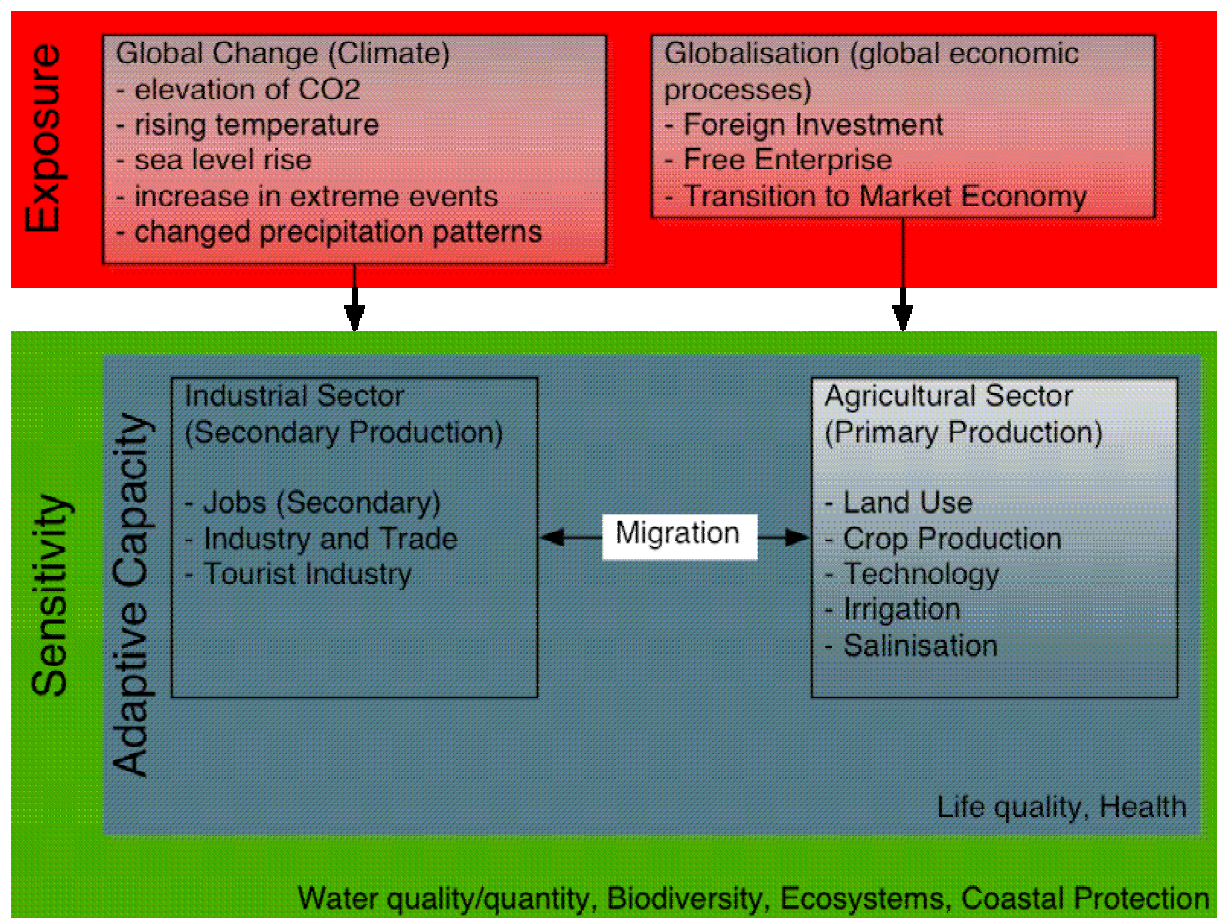 Exposure
Global Change (Climate)
- elevation of CO2
- rising temperature
- sea level rise
- increase in extreme events
- changed precipitation patterns
Globalisation (global economic
processes)
- Foreign Investment
- Free Enterprise
- Transition to Market Economy
Sensitivity
Adaptive Capacity
Industrial Sector
(Secondary Production)
- Jobs (Secondary)
- Industry and Trade
- Tourist Industry
Migration
Agricultural Sector
(Primary Production)
- Land Use
- Crop Production
- Technology
- Irrigation
- Salinisation
Life quality, Health
Water quality/quantity, Biodiversity, Ecosystems, Coastal Protection